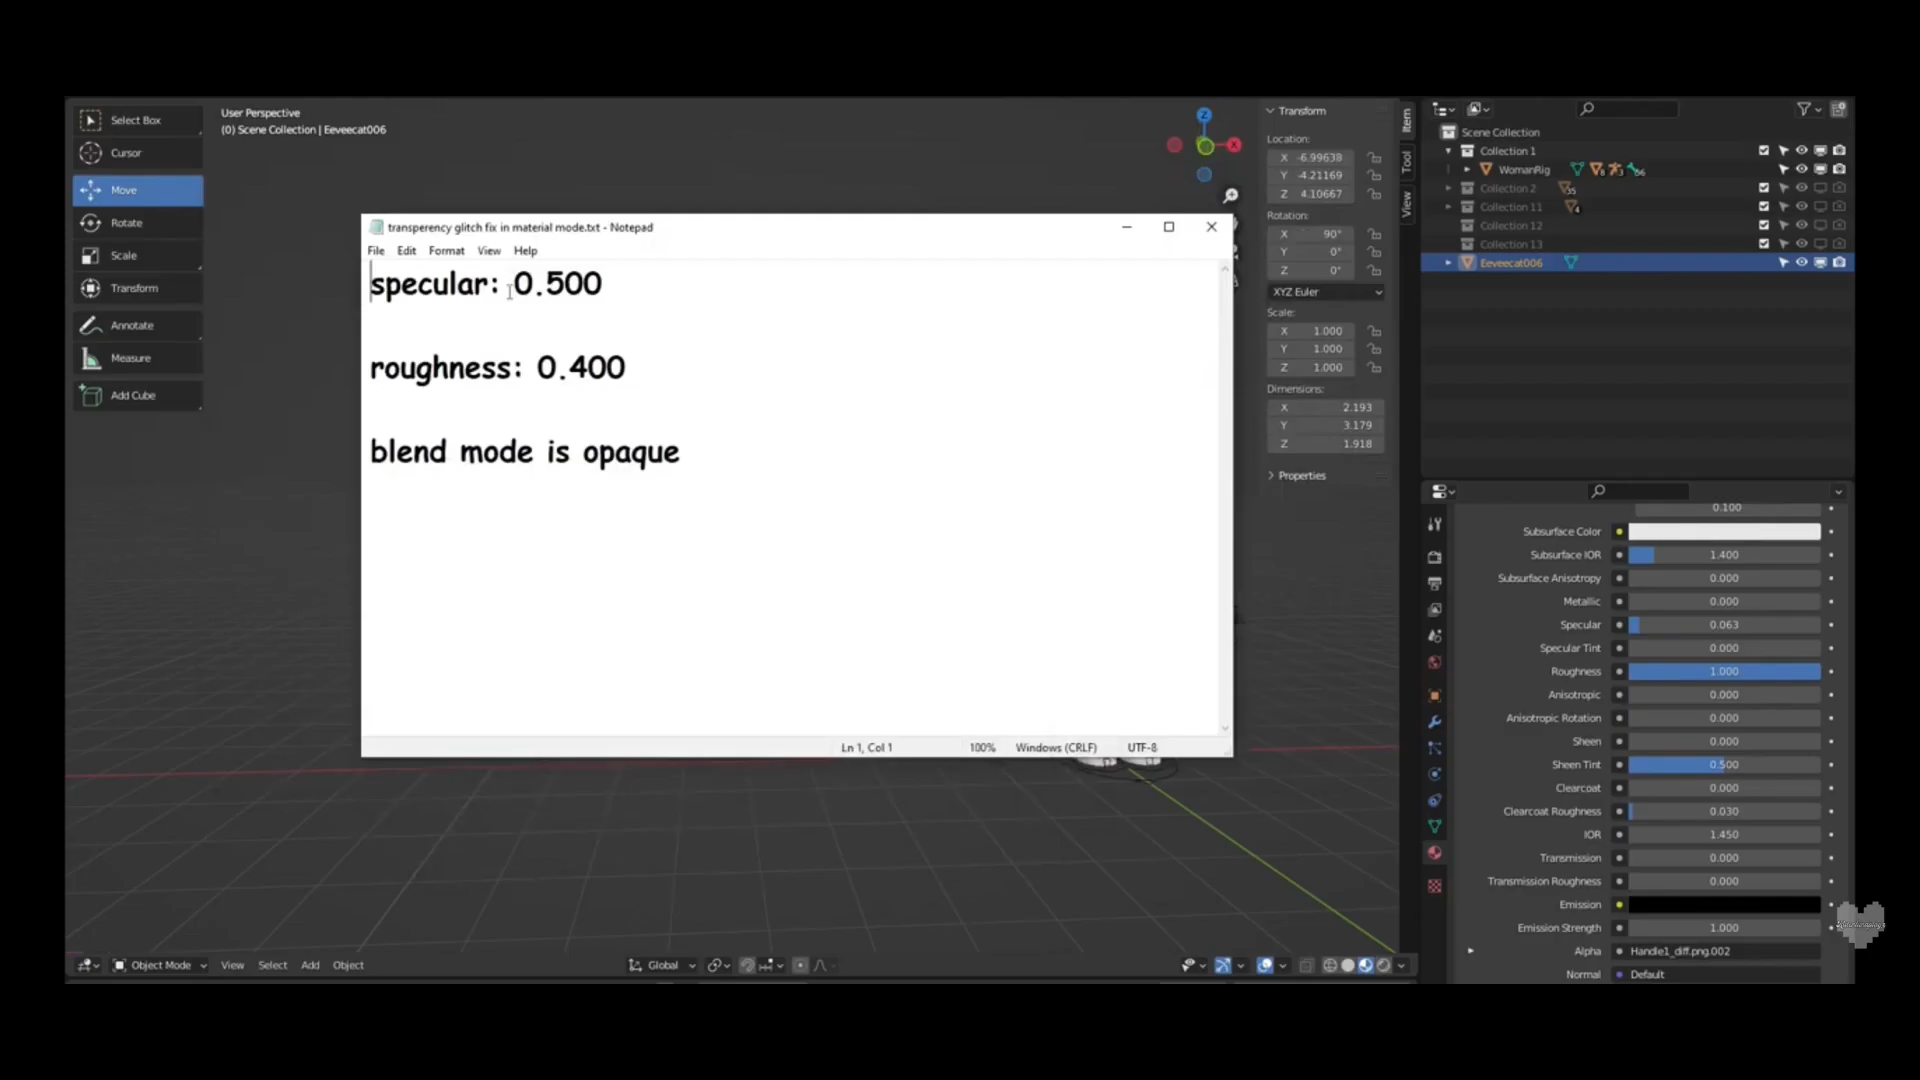 Select Box
Cursor
Move
Rotate
Scale
Transform
Annotate
Measure
Add Cube
User Perspective
(0) Scene Collection | Eeveecat006
transperency glitch fix in material mode.txt - Notepad
File Edit Format View Help
specular: 0.500
roughness: 0.400
blend mode is opaque
Ln 1, Col 1 100% Windows (CRLF) UTF-8
Z
X
Transform
Location:
X -6.99638
Y -4.21169
Z 4.10667
Rotation:
X 90°
Y 0°
Z 0°
XYZ Euler
Scale:
X 1.000
Y 1.000
Z 1.000
Dimensions:
X 2.193
Y 3.179
Z 1.918
Properties
Item
Tool
View
Scene Collection
Collection 1
WomanRig
Collection 2
Collection 11
Collection 12
Collection 13
Eeveecat006
0.100
Subsurface Color
Subsurface IOR 1.400
Subsurface Anisotropy 0.000
Metallic 0.000
Specular 0.063
Specular Tint 0.000
Roughness 1.000
Anisotropic 0.000
Anisotropic Rotation 0.000
Sheen 0.000
Sheen Tint 0.500
Clearcoat 0.000
Clearcoat Roughness 0.030
IOR 1.450
Transmission 0.000
Transmission Roughness 0.000
Emission
Emission Strength 1.000
Alpha Handle1_diff.png.002
Normal Default
Object Mode View Select Add Object Global